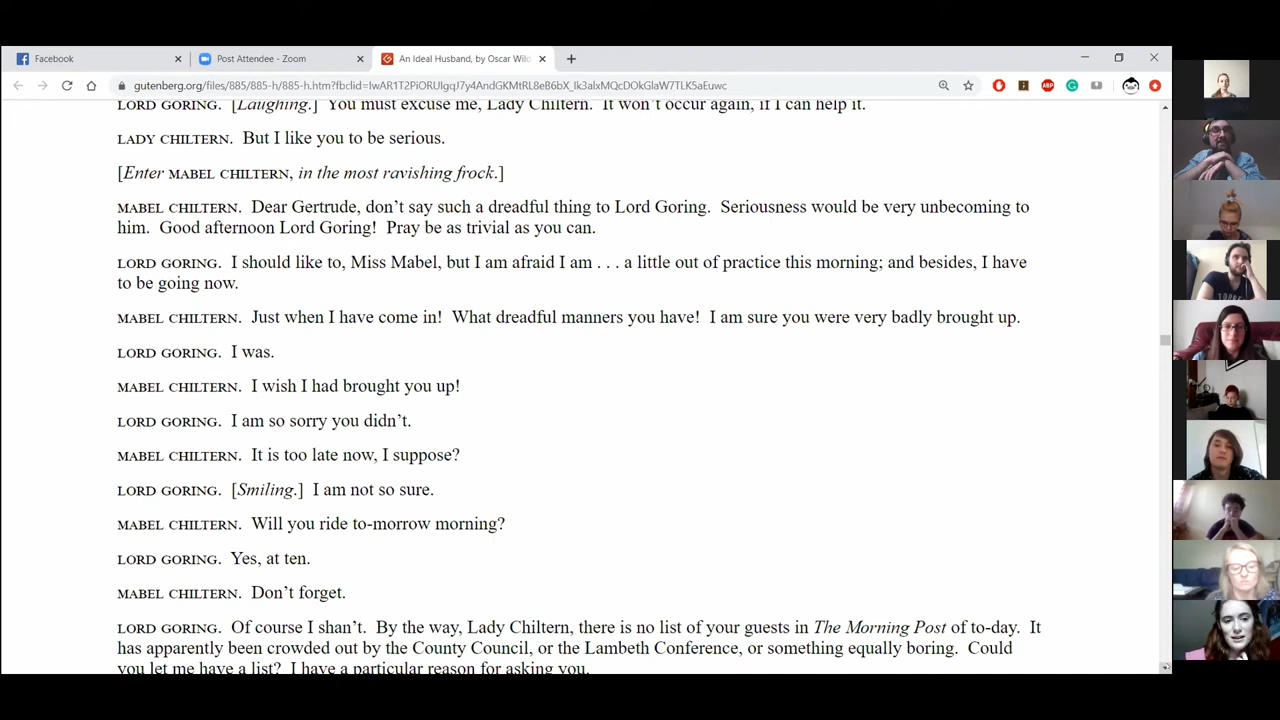 Facebook
Post Attendee - Zoom
An Ideal Husband, by Oscar Wild
gutenberg.org/files/885/885-h/885-h.htm?fbclid=IwAR1T2PiORUIgqJ7y4AndGKMtRL8eB6bX_Ik3alxMQcDOkGlaW7TLK5aEuwc
LORD GORING. [Laughing.] You must excuse me, Lady Chiltern. It won’t occur again, if I can help it.
LADY CHILTERN. But I like you to be serious.
[Enter MABEL CHILTERN, in the most ravishing frock.]
MABEL CHILTERN. Dear Gertrude, don’t say such a dreadful thing to Lord Goring. Seriousness would be very unbecoming to
him. Good afternoon Lord Goring! Pray be as trivial as you can.
LORD GORING. I should like to, Miss Mabel, but I am afraid I am . . . a little out of practice this morning; and besides, I have
to be going now.
MABEL CHILTERN. Just when I have come in! What dreadful manners you have! I am sure you were very badly brought up.
LORD GORING. I was.
MABEL CHILTERN. I wish I had brought you up!
LORD GORING. I am so sorry you didn’t.
MABEL CHILTERN. It is too late now, I suppose?
LORD GORING. [Smiling.] I am not so sure.
MABEL CHILTERN. Will you ride to-morrow morning?
LORD GORING. Yes, at ten.
MABEL CHILTERN. Don’t forget.
LORD GORING. Of course I shan’t. By the way, Lady Chiltern, there is no list of your guests in The Morning Post of to-day. It
has apparently been crowded out by the County Council, or the Lambeth Conference, or something equally boring. Could
you let me have a list? I have a particular reason for asking you.